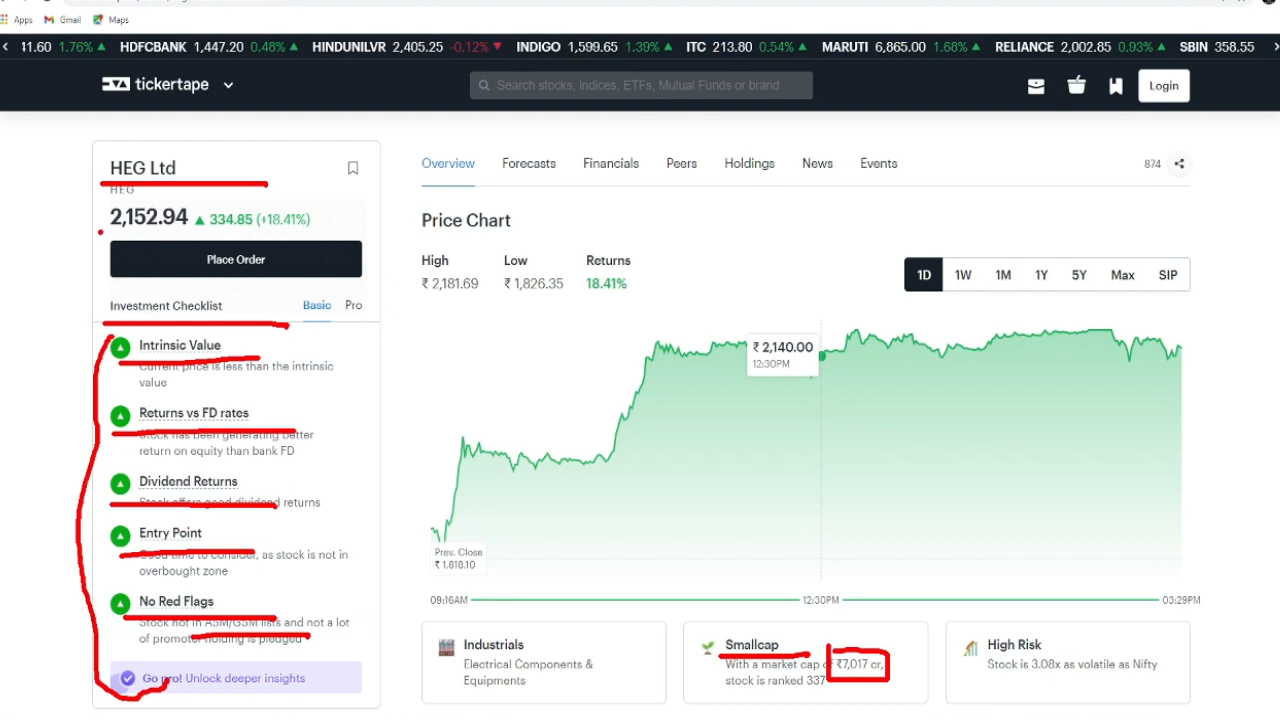 Apps Gmail Maps
11.60 1.76% ▲ HDFCBANK 1,447.20 0.48% ▲ HINDUNILVR 2,405.25 -0.12% ▼ INDIGO 1,599.65 1.39% ▲ ITC 213.80 0.54% ▲ MARUTI 6,865.00 1.68% ▲ RELIANCE 2,002.85 0.93% ▲ SBIN 358.55
tickertape
Search stocks, indices, ETFs, Mutual Funds or brand
Login
HEG Ltd
HEG
2,152.94 ▲ 334.85 (+18.41%)
Place Order
Investment Checklist Basic Pro
Intrinsic Value
Current price is less than the intrinsic
value
Returns vs FD rates
Stock has been generating better
return on equity than bank FD
Dividend Returns
Stock offers good dividend returns
Entry Point
Good time to consider, as stock is not in
overbought zone
No Red Flags
Stock not in ASM/GSM lists and not a lot
of promoter holding is pledged
Go pro! Unlock deeper insights
Overview Forecasts Financials Peers Holdings News Events
874
Price Chart
High Low Returns
₹ 2,181.69 ₹ 1,826.35 18.41%
1D 1W 1M 1Y 5Y Max SIP
₹ 2,140.00
12:30PM
Prev. Close
₹ 1,818.10
09:16AM 12:30PM 03:29PM
Industrials
Electrical Components &
Equipments
Smallcap
With a market cap of ₹7,017 cr,
stock is ranked 337
High Risk
Stock is 3.08x as volatile as Nifty